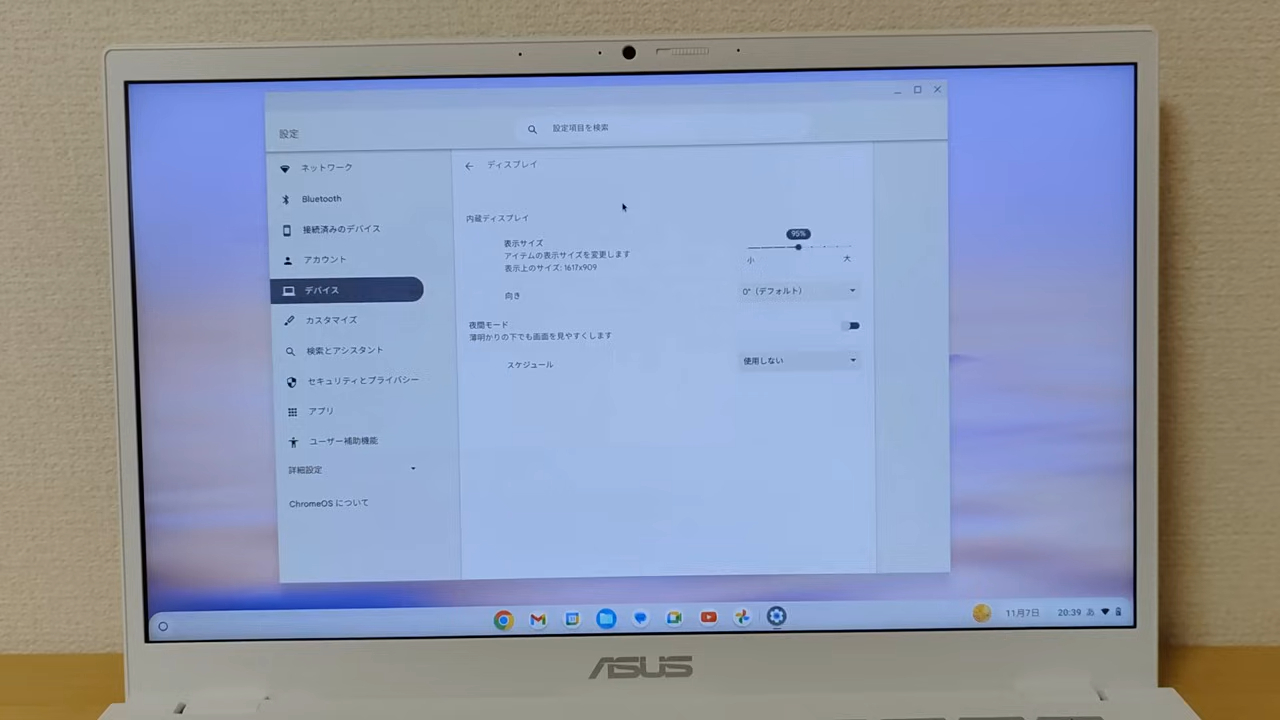 設定
設定項目を検索
ネットワーク
Bluetooth
接続済みのデバイス
アカウント
デバイス
カスタマイズ
検索とアシスタント
セキュリティとプライバシー
アプリ
ユーザー補助機能
詳細設定
ChromeOS について
ディスプレイ
内蔵ディスプレイ
表示サイズ
アイテムの表示サイズを変更します
表示上のサイズ: 1617x909
95%
小
大
向き
0°（デフォルト）
夜間モード
薄明かりの下でも画面を見やすくします
スケジュール
使用しない
11月7日
20:39 あ
ASUS